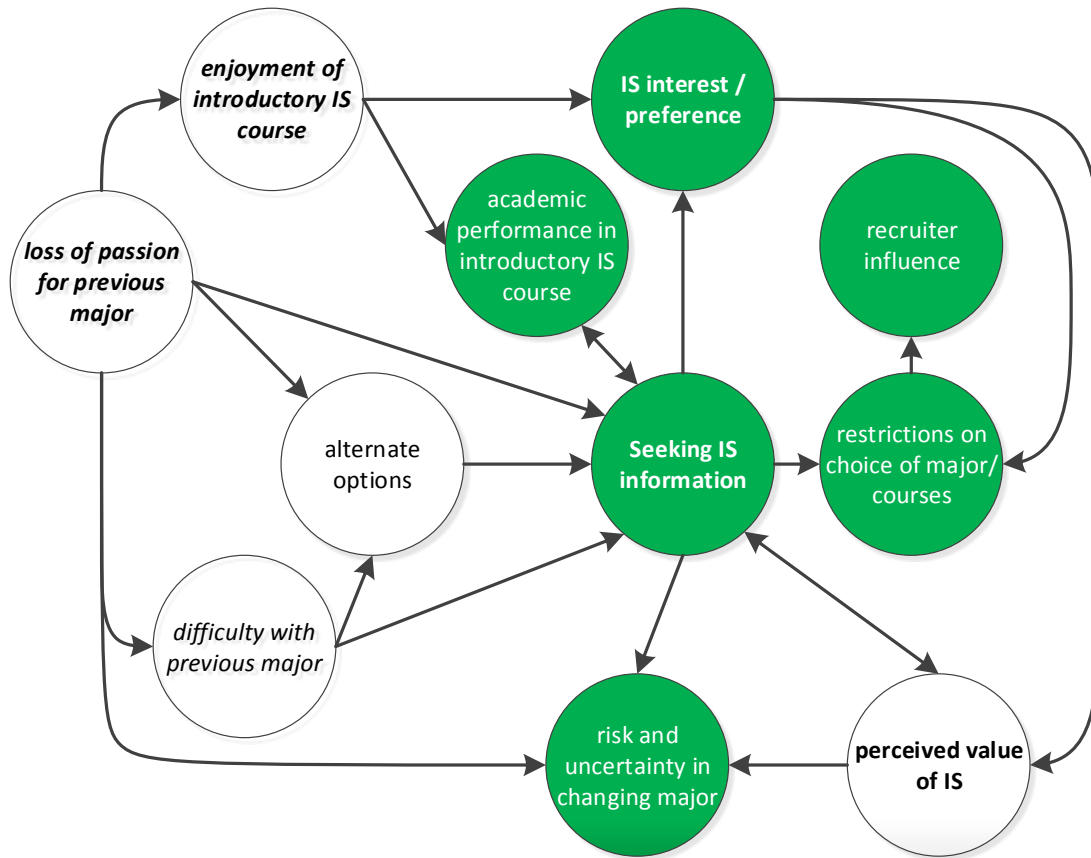 enjoyment of
introductory IS
course
IS interest /
preference
academic
performance in
introductory IS
course
recruiter
influence
loss of passion
for previous
major
alternate
options
Seeking IS
information
restrictions on
choice of major/
courses
difficulty with
previous major
risk and
uncertainty in
changing major
perceived value
of IS